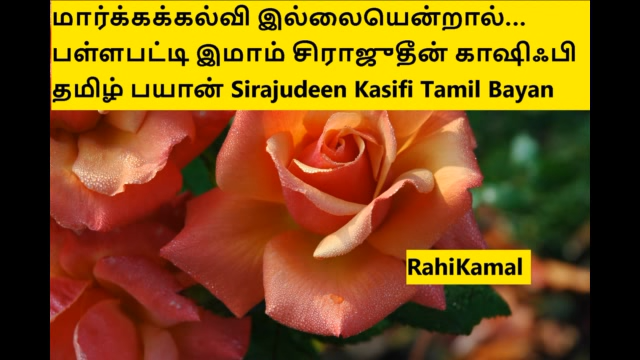 மார்க்கக்கல்வி இல்லையென்றால்...
பள்ளபட்டி இமாம் சிராஜுதீன் காஷிஃபி
தமிழ் பயான் Sirajudeen Kasifi Tamil Bayan
RahiKamal